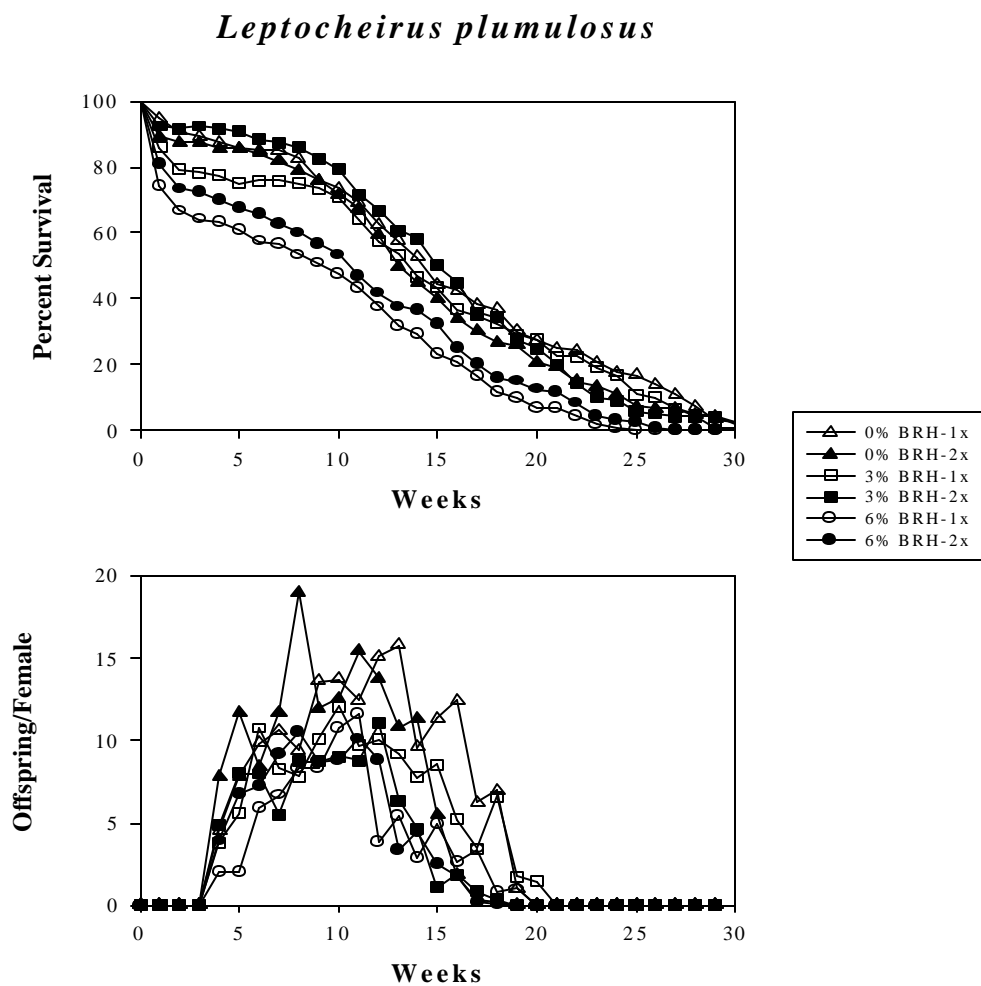 Leptocheirus plumulosus
Percent Survival
100
80
60
40
20
0
0 5 10 15 20 25 30
Weeks
0% BRH-1x
0% BRH-2x
3% BRH-1x
3% BRH-2x
6% BRH-1x
6% BRH-2x
Offspring/Female
20
15
10
5
0
0 5 10 15 20 25 30
Weeks